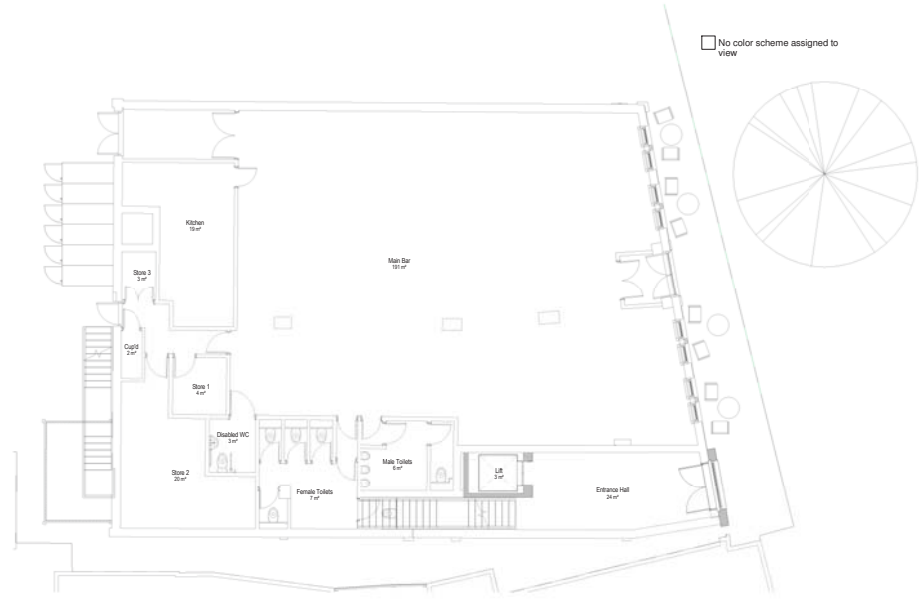 No color scheme assigned to
view
Kitchen
19 m²
Main Bar
191 m²
Store 3
3 m²
Cup'd
2 m²
Store 1
4 m²
Disabled WC
3 m²
Male Toilets
6 m²
Lift
3 m²
Store 2
20 m²
Female Toilets
7 m²
Entrance Hall
24 m²